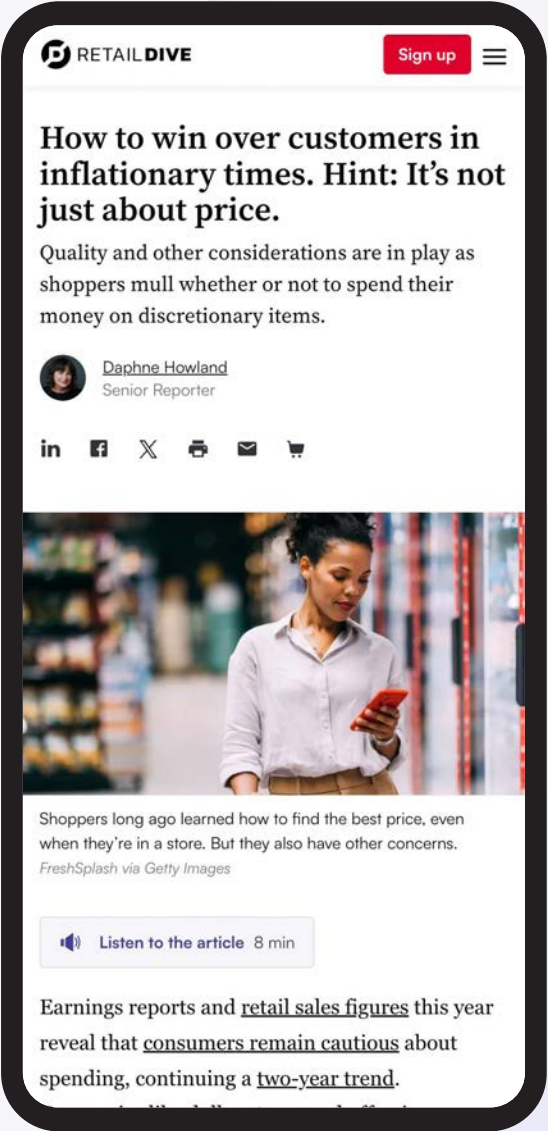 RETAILDIVE
Sign up
How to win over customers in
inflationary times. Hint: It’s not
just about price.
Quality and other considerations are in play as
shoppers mull whether or not to spend their
money on discretionary items.
Daphne Howland
Senior Reporter
Shoppers long ago learned how to find the best price, even
when they’re in a store. But they also have other concerns.
FreshSplash via Getty Images
Listen to the article 8 min
Earnings reports and retail sales figures this year
reveal that consumers remain cautious about
spending, continuing a two-year trend.